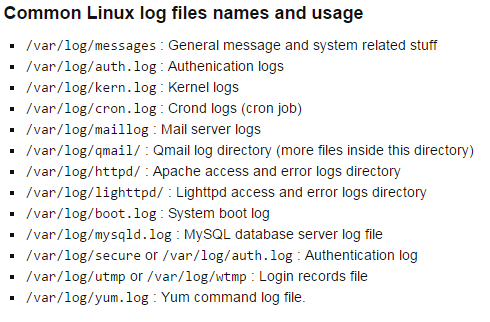 Common Linux log files names and usage
▪ /var/log/messages : General message and system related stuff
▪ /var/log/auth.log : Authenication logs
▪ /var/log/kern.log : Kernel logs
▪ /var/log/cron.log : Crond logs (cron job)
▪ /var/log/maillog : Mail server logs
▪ /var/log/qmail/ : Qmail log directory (more files inside this directory)
▪ /var/log/httpd/ : Apache access and error logs directory
▪ /var/log/lighttpd/ : Lighttpd access and error logs directory
▪ /var/log/boot.log : System boot log
▪ /var/log/mysqld.log : MySQL database server log file
▪ /var/log/secure or /var/log/auth.log : Authentication log
▪ /var/log/utmp or /var/log/wtmp : Login records file
▪ /var/log/yum.log : Yum command log file.